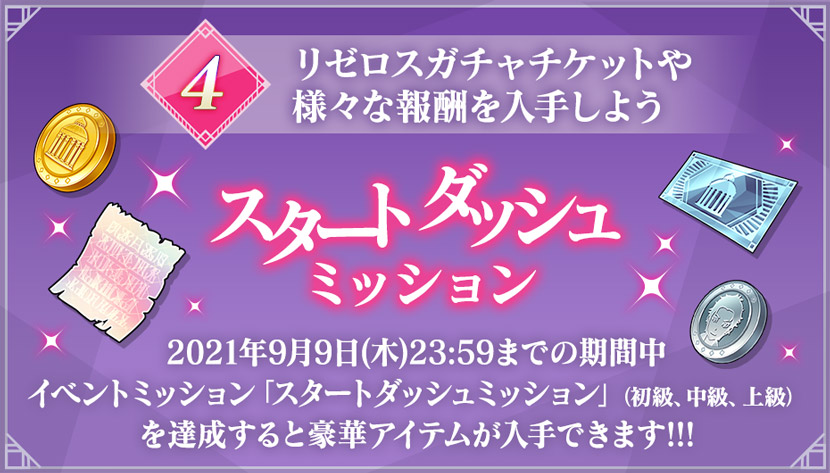 4
リゼロスガチャチケットや
様々な報酬を入手しよう
スタートダッシュ
ミッション
2021年9月9日(木)23:59までの期間中
イベントミッション「スタートダッシュミッション」(初級、中級、上級)
を達成すると豪華アイテムが入手できます!!!